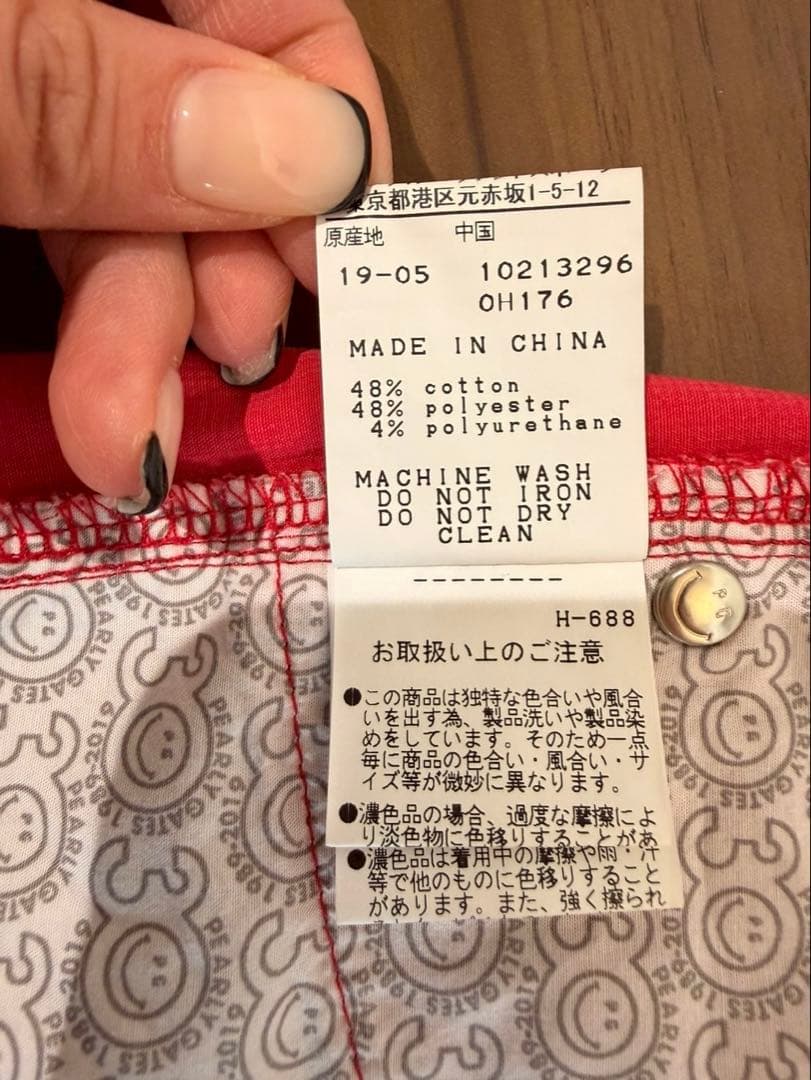 東京都港区元赤坂1-5-12
原産地 中国
19-05 10213296
OH176
MADE IN CHINA
48% cotton
48% polyester
4% polyurethane
MACHINE WASH
DO NOT IRON
DO NOT DRY
CLEAN
--------
H-688
お取扱い上のご注意
●この商品は独特な色合いや風合
いを出す為、製品洗いや製品染
めをしています。そのため一点
毎に商品の色合い・風合い・サ
イズ等が微妙に異なります。
●濃色品の場合、過度な摩擦によ
り淡色物に色移りすることがあ
●濃色品は着用中の摩擦や雨・汗
等で他のものに色移りすること
があります。また、強く擦られ
PG
PEARLY GATES 1989-2019